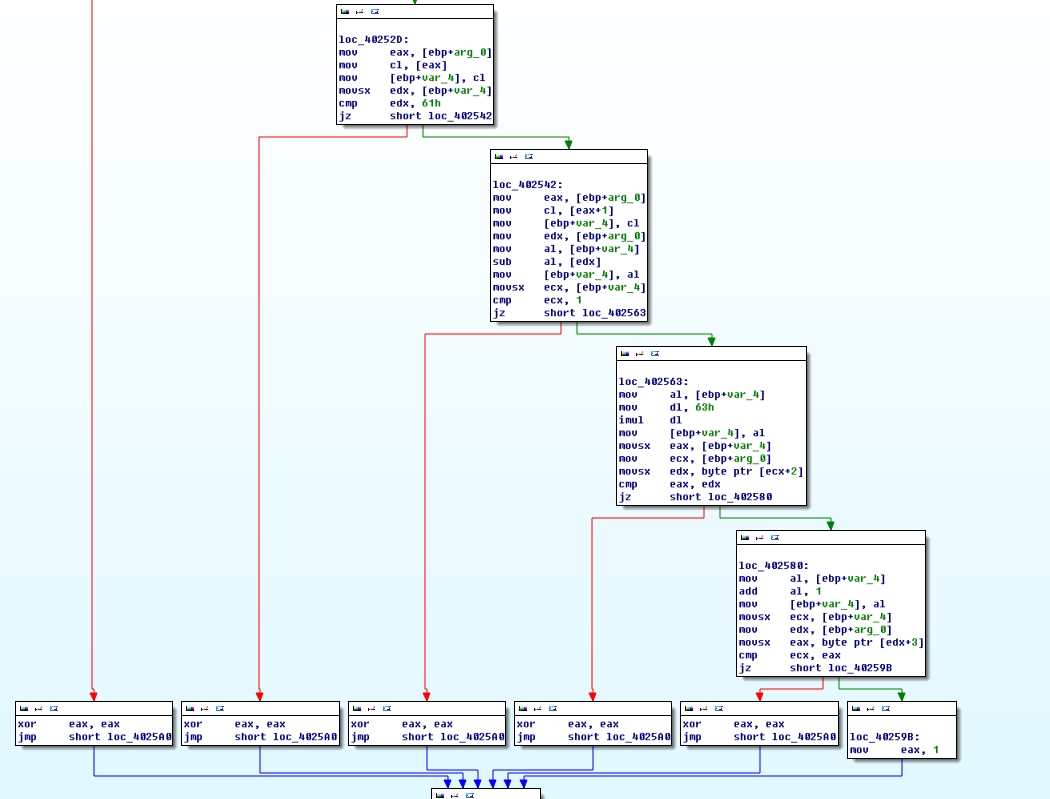 loc_40252D:
mov eax, [ebp+arg_0]
mov cl, [eax]
mov [ebp+var_4], cl
movsx edx, [ebp+var_4]
cmp edx, 61h
jz short loc_402542
loc_402542:
mov eax, [ebp+arg_0]
mov cl, [eax+1]
mov [ebp+var_4], cl
mov edx, [ebp+arg_0]
mov al, [ebp+var_4]
sub al, [edx]
mov [ebp+var_4], al
movsx ecx, [ebp+var_4]
cmp ecx, 1
jz short loc_402563
loc_402563:
mov al, [ebp+var_4]
mov dl, 63h
imul dl
mov [ebp+var_4], al
movsx eax, [ebp+var_4]
mov ecx, [ebp+arg_0]
movsx edx, byte ptr [ecx+2]
cmp eax, edx
jz short loc_402580
loc_402580:
mov al, [ebp+var_4]
add al, 1
mov [ebp+var_4], al
movsx ecx, [ebp+var_4]
mov edx, [ebp+arg_0]
movsx eax, byte ptr [edx+3]
cmp ecx, eax
jz short loc_40259B
xor eax, eax
jmp short loc_4025A0
xor eax, eax
jmp short loc_4025A0
xor eax, eax
jmp short loc_4025A0
xor eax, eax
jmp short loc_4025A0
xor eax, eax
jmp short loc_4025A0
loc_40259B:
mov eax, 1